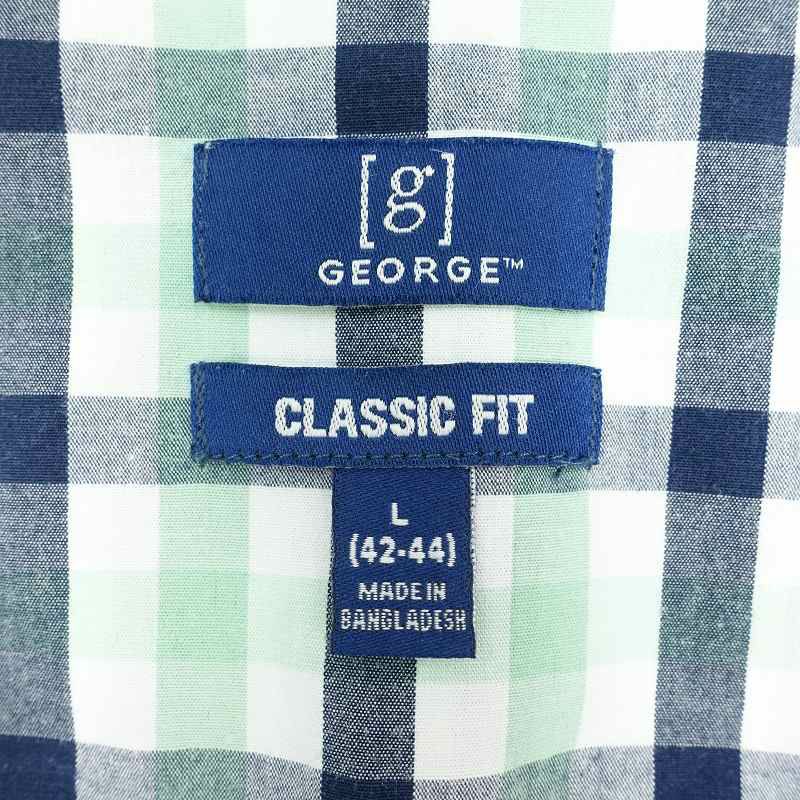 [g]
GEORGE™
CLASSIC FIT
L
(42-44)
MADE IN
BANGLADESH